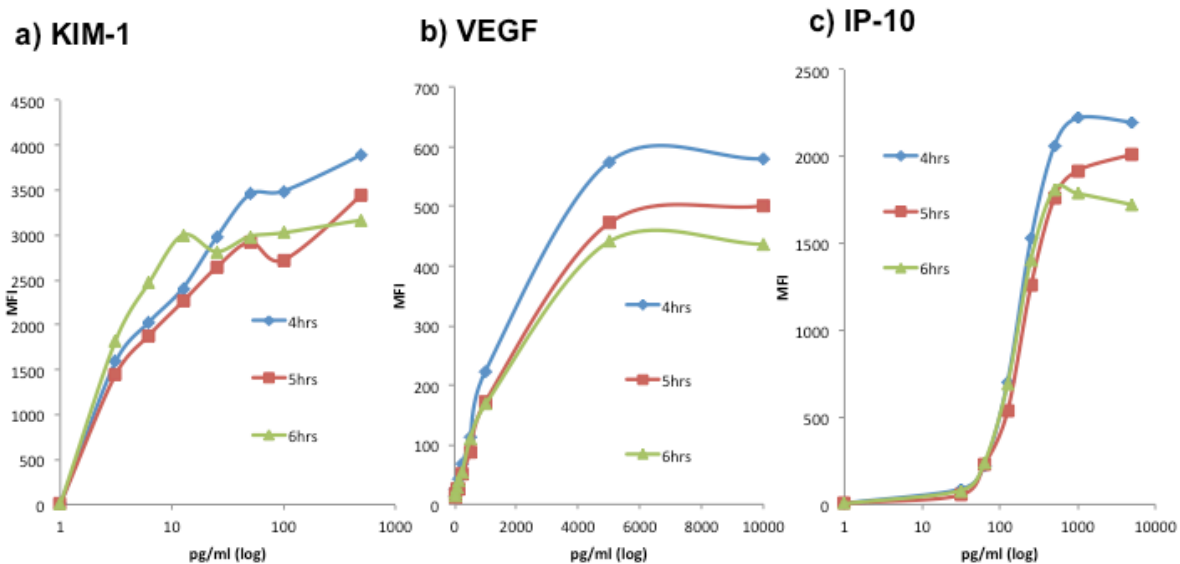 a) KIM-1
4500
4000
3500
3000
2500
2000
1500
1000
500
0
MFI
1 10 100 1000
pg/ml (log)
4hrs
5hrs
6hrs
b) VEGF
700
600
500
400
300
200
100
0
MFI
0 2000 4000 6000 8000 10000
pg/ml (log)
4hrs
5hrs
6hrs
c) IP-10
2500
2000
1500
1000
500
0
MFI
1 10 100 1000 10000
pg/ml (log)
4hrs
5hrs
6hrs